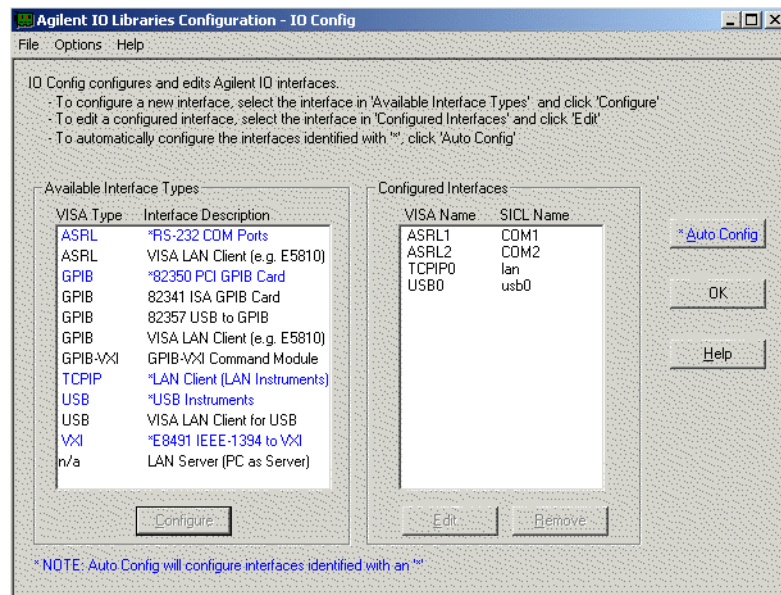 Agilent IO Libraries Configuration - IO Config
File Options Help
IO Config configures and edits Agilent IO interfaces.
- To configure a new interface, select the interface in 'Available Interface Types' and click 'Configure'
- To edit a configured interface, select the interface in 'Configured Interfaces' and click 'Edit'
- To automatically configure the interfaces identified with '*', click 'Auto Config'
Available Interface Types
VISA Type Interface Description
ASRL *RS-232 COM Ports
ASRL VISA LAN Client (e.g. E5810)
GPIB *82350 PCI GPIB Card
GPIB 82341 ISA GPIB Card
GPIB 82357 USB to GPIB
GPIB VISA LAN Client (e.g. E5810)
GPIB-VXI GPIB-VXI Command Module
TCPIP *LAN Client (LAN Instruments)
USB *USB Instruments
USB VISA LAN Client for USB
VXI *E8491 IEEE-1394 to VXI
n/a LAN Server (PC as Server)
Configure
Configured Interfaces
VISA Name SICL Name
ASRL1 COM1
ASRL2 COM2
TCPIP0 lan
USB0 usb0
Edit Remove
* Auto Config
OK
Help
* NOTE: Auto Config will configure interfaces identified with an '*'